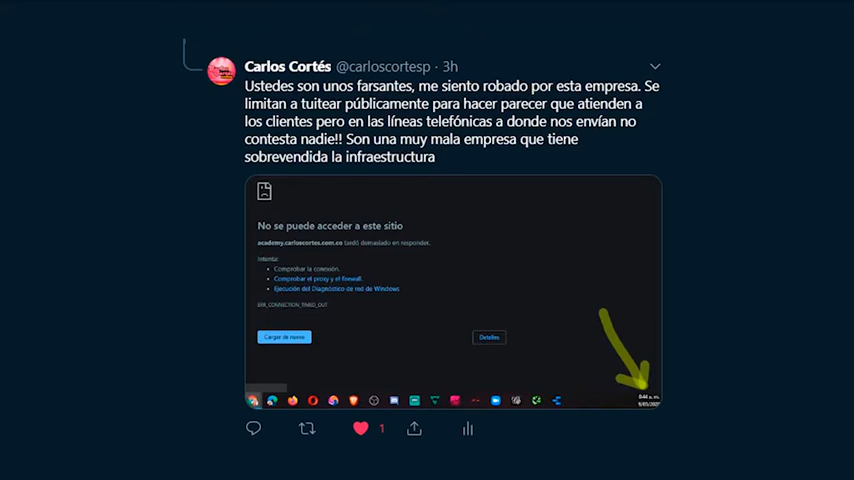 Carlos Cortés @carloscortesp · 3h
Ustedes son unos farsantes, me siento robado por esta empresa. Se
limitan a tuitear públicamente para hacer parecer que atienden a
los clientes pero en las líneas telefónicas a donde nos envían no
contesta nadie!! Son una muy mala empresa que tiene
sobrevendida la infraestructura
No se puede acceder a este sitio
academy.carloscortes.com.co tardó demasiado en responder.
Intenta:
Comprobar la conexión.
Comprobar el proxy y el firewall.
Ejecución del Diagnóstico de red de Windows
ERR_CONNECTION_TIMED_OUT
Cargar de nuevo
Detalles
1